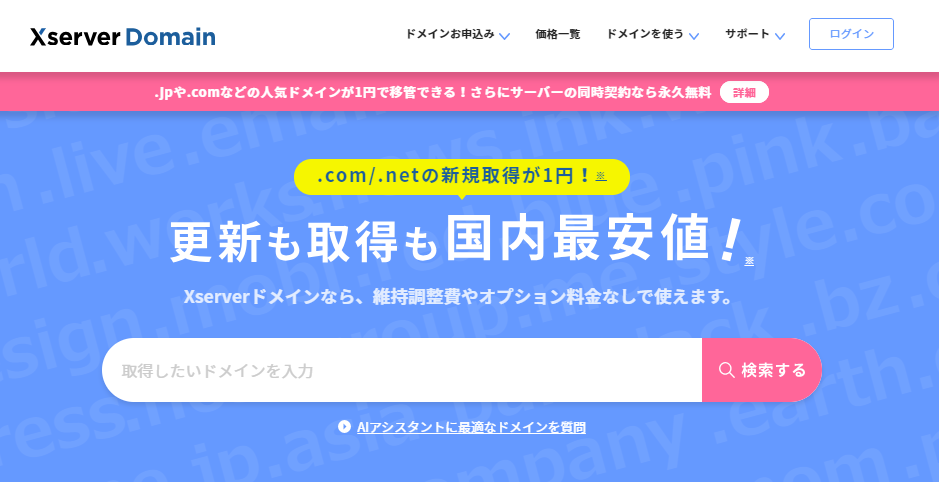 Xserver Domain
ドメインお申込み 価格一覧 ドメインを使う サポート ログイン
.jpや.comなどの人気ドメインが1円で移管できる！さらにサーバーの同時契約なら永久無料 詳細
.com/.netの新規取得が1円！※
更新も取得も国内最安値！※
Xserverドメインなら、維持調整費やオプション料金なしで使えます。
取得したいドメインを入力 検索する
AIアシスタントに最適なドメインを質問